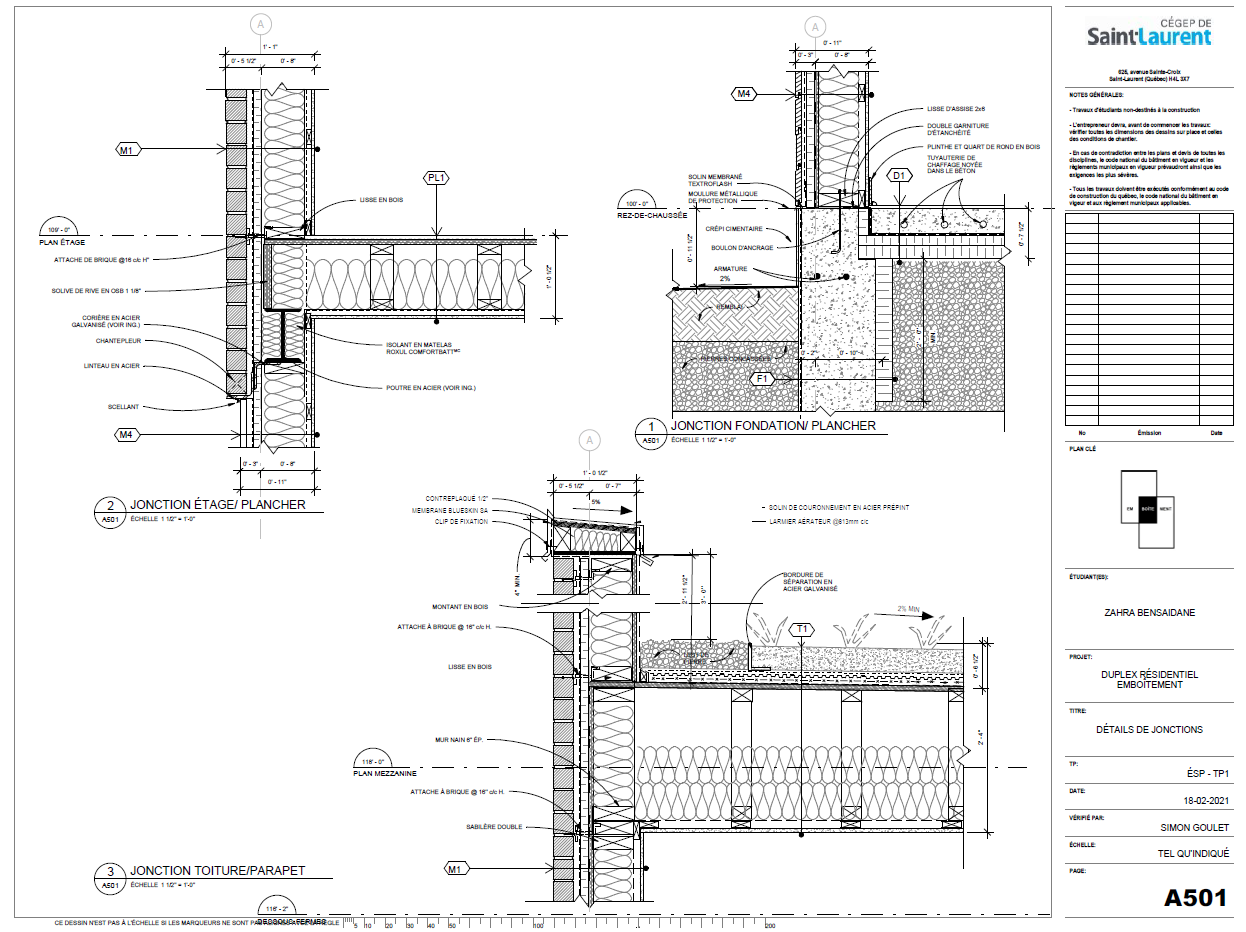 A
1' - 1"
0' - 5 1/2"
0' - 8"
M1
PL1
LISSE EN BOIS
109' - 0"
PLAN ÉTAGE
ATTACHE DE BRIQUE @16 c/c H"
SOLIVE DE RIVE EN OSB 1 1/8"
1' - 0 1/2"
CORIÈRE EN ACIER
GALVANISÉ (VOIR ING.)
CHANTEPLEUR
LINTEAU EN ACIER
SCELLANT
ISOLANT EN MATELAS
ROXUL COMFORTBATT MC
POUTRE EN ACIER (VOIR ING.)
M4
0' - 3"
0' - 8"
0' - 11"
2
A501
JONCTION ÉTAGE/ PLANCHER
ÉCHELLE 1 1/2" = 1'-0"
A
0' - 11"
0' - 3"
0' - 8"
M4
LISSE D'ASSISE 2x8
DOUBLE GARNITURE
D'ÉTANCHÉITÉ
PLINTHE ET QUART DE ROND EN BOIS
TUYAUTERIE DE
CHAFFAGE NOYÉE
DANS LE BÉTON
D1
SOLIN MEMBRANÉ
TEXTROFLASH
MOULURE MÉTALLIQUE
DE PROTECTION
100' - 0"
REZ-DE-CHAUSSÉE
CRÉPI CIMENTAIRE
BOULON D'ANCRAGE
ARMATURE
0' - 11 1/2"
0' - 7 1/2"
2%
REMBLAI
PIERRES CONCASSÉES
0' - 2"
0' - 10"
2' - 0"
MIN
F1
1
A501
JONCTION FONDATION/ PLANCHER
ÉCHELLE 1 1/2" = 1'-0"
A
1' - 0 1/2"
0' - 5 1/2"
0' - 7"
5%
CONTREPLAQUE 1/2"
MEMBRANE BLUESKIN SA
CLIP DE FIXATION
SOLIN DE COURONNEMENT EN ACIER PRÉPINT
LARMIER AÉRATEUR @613mm c/c
4" MIN.
2' - 11 1/2"
3' - 0"
BORDURE DE
SÉPARATION EN
ACIER GALVANISÉ
MONTANT EN BOIS
ATTACHE À BRIQUE @ 16" c/c H.
LISSE EN BOIS
2% MIN
T1
0' - 6 1/2"
2' - 4"
MUR NAIN 8" ÉP.
118' - 0"
PLAN MEZZANINE
ATTACHE À BRIQUE @ 16" c/c H.
SABILÈRE DOUBLE
M1
3
A501
JONCTION TOITURE/PARAPET
ÉCHELLE 1 1/2" = 1'-0"
116' - 2"
DESSOUS FERMES
CE DESSIN N'EST PAS À L'ÉCHELLE SI LES MARQUEURS NE SONT PAS
5 10 20 30 40 50 100 200
CÉGEP DE
Saint-Laurent
625, avenue Sainte-Croix
Saint-Laurent (Québec) H4L 3X7
NOTES GÉNÉRALES:
- Travaux d'étudiants non-destinés à la construction
- L'entrepreneur devra, avant de commencer les travaux:
vérifier toutes les dimensions des dessins sur place et celles
des conditions de chantier.
- En cas de contradiction entre les plans et devis de toutes les
disciplines, le code national du bâtiment en vigueur et les
règlements municipaux en vigueur prévaudront ainsi que les
exigences les plus sévères.
- Tous les travaux doivent être exécutés conformément au code
de construction du québec, le code national du bâtiment en
vigueur et aux règlement municipaux applicables.
No Émission Date
PLAN CLÉ
EM BOÎTE MENT
ÉTUDIANT(ES):
ZAHRA BENSAIDANE
PROJET:
DUPLEX RÉSIDENTIEL
EMBOÎTEMENT
TITRE:
DÉTAILS DE JONCTIONS
TP:
ÉSP - TP1
DATE:
18-02-2021
VÉRIFIÉ PAR:
SIMON GOULET
ÉCHELLE:
TEL QU'INDIQUÉ
PAGE:
A501